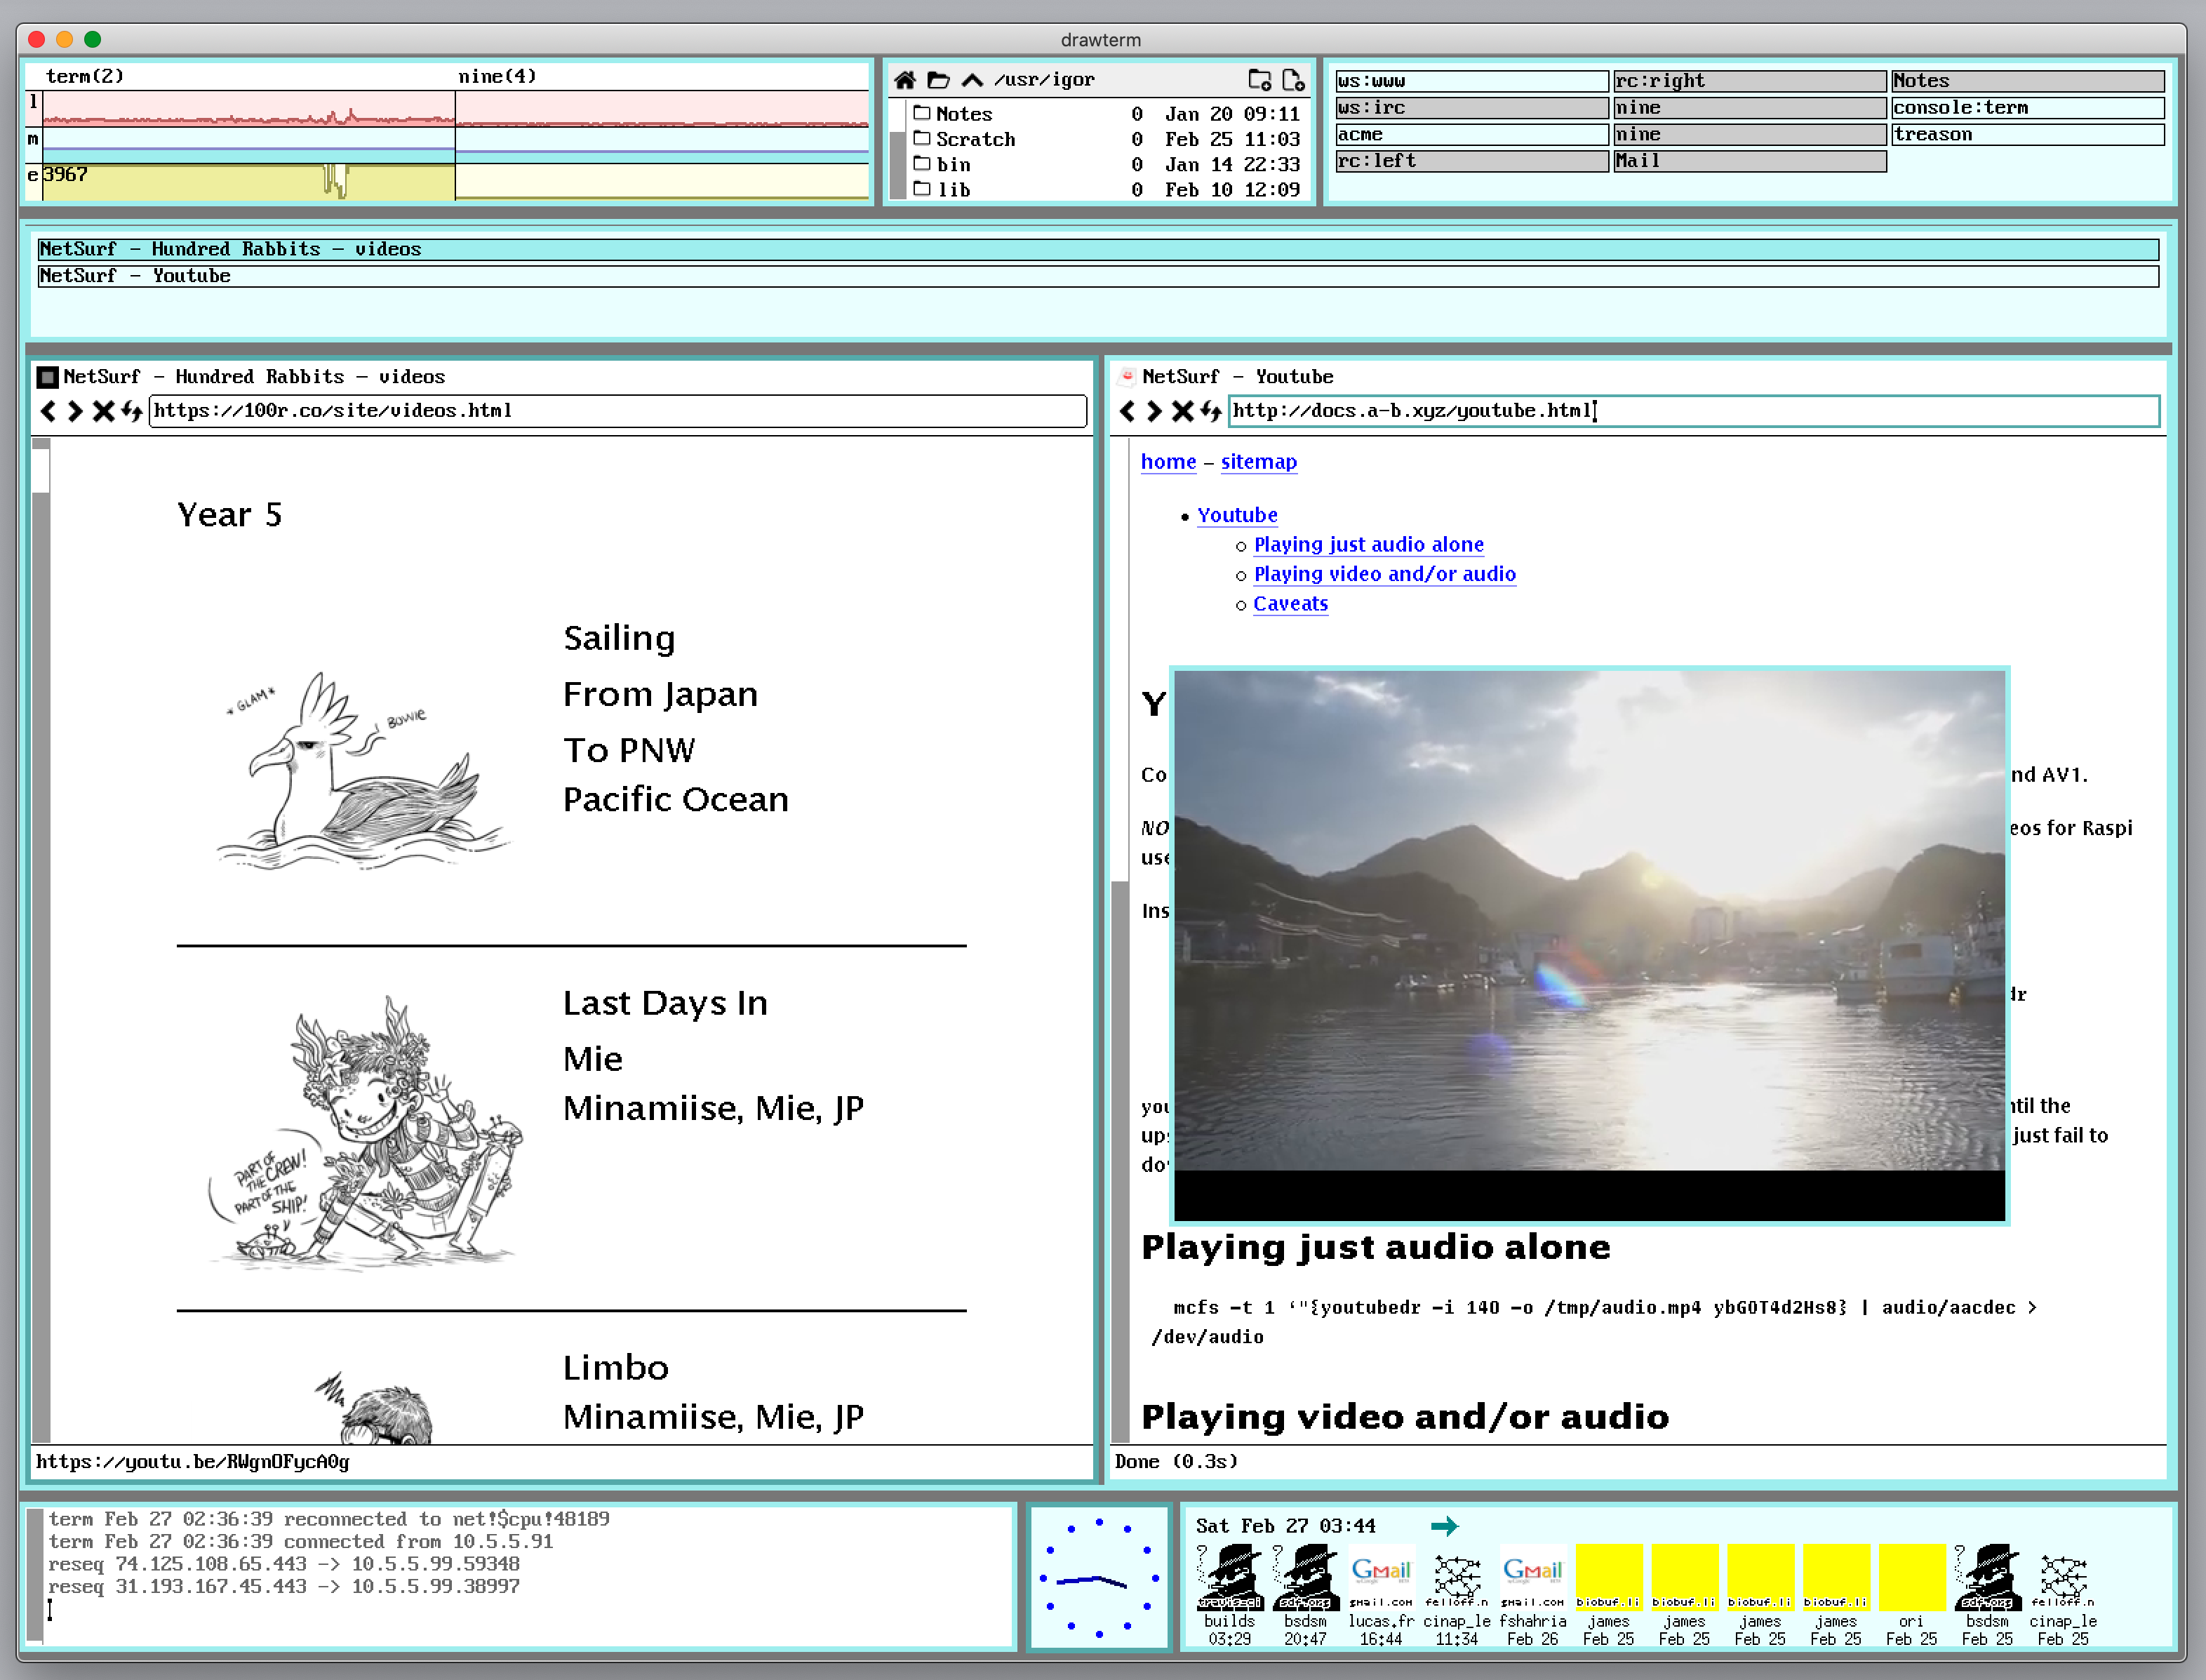 drawterm
term(2)
nine(4)
l
m
e
3967
/usr/igor
Notes 0 Jan 20 09:11
Scratch 0 Feb 25 11:03
bin 0 Jan 14 22:33
lib 0 Feb 10 12:09
ws:www rc:right Notes
ws:irc nine console:term
acme nine treason
rc:left Mail
NetSurf - Hundred Rabbits - videos
NetSurf - Youtube
NetSurf - Hundred Rabbits - videos
https://100r.co/site/videos.html
Year 5
*GLAM*
BOWIE
Sailing
From Japan
To PNW
Pacific Ocean
Last Days In
Mie
Minamiise, Mie, JP
PART OF
THE CREW!
PART OF THE
SHIP!
Limbo
Minamiise, Mie, JP
https://youtu.be/RWgnOFycA0g
NetSurf - Youtube
http://docs.a-b.xyz/youtube.html
home – sitemap
• Youtube
Playing just audio alone
Playing video and/or audio
Caveats
Y
Co nd AV1.
NO eos for Raspi
use
Ins
dr
you ntil the
ups just fail to
do
Playing just audio alone
mcfs -t 1 ‘"{youtubedr -i 140 -o /tmp/audio.mp4 ybG0T4d2Hs8} | audio/aacdec >
/dev/audio
Playing video and/or audio
Done (0.3s)
term Feb 27 02:36:39 reconnected to net!$cpu!48189
term Feb 27 02:36:39 connected from 10.5.5.91
reseq 74.125.108.65.443 -> 10.5.5.99.59348
reseq 31.193.167.45.443 -> 10.5.5.99.38997
Sat Feb 27 03:44
travis-ci sdf.org gmail.com felloff.n gmail.com biobuf.li biobuf.li biobuf.li biobuf.li sdf.org felloff.n
builds bsdsm lucas.fr cinap_le fshahria james james james james ori bsdsm cinap_le
03:29 20:47 16:44 11:34 Feb 26 Feb 25 Feb 25 Feb 25 Feb 25 Feb 25 Feb 25 Feb 25